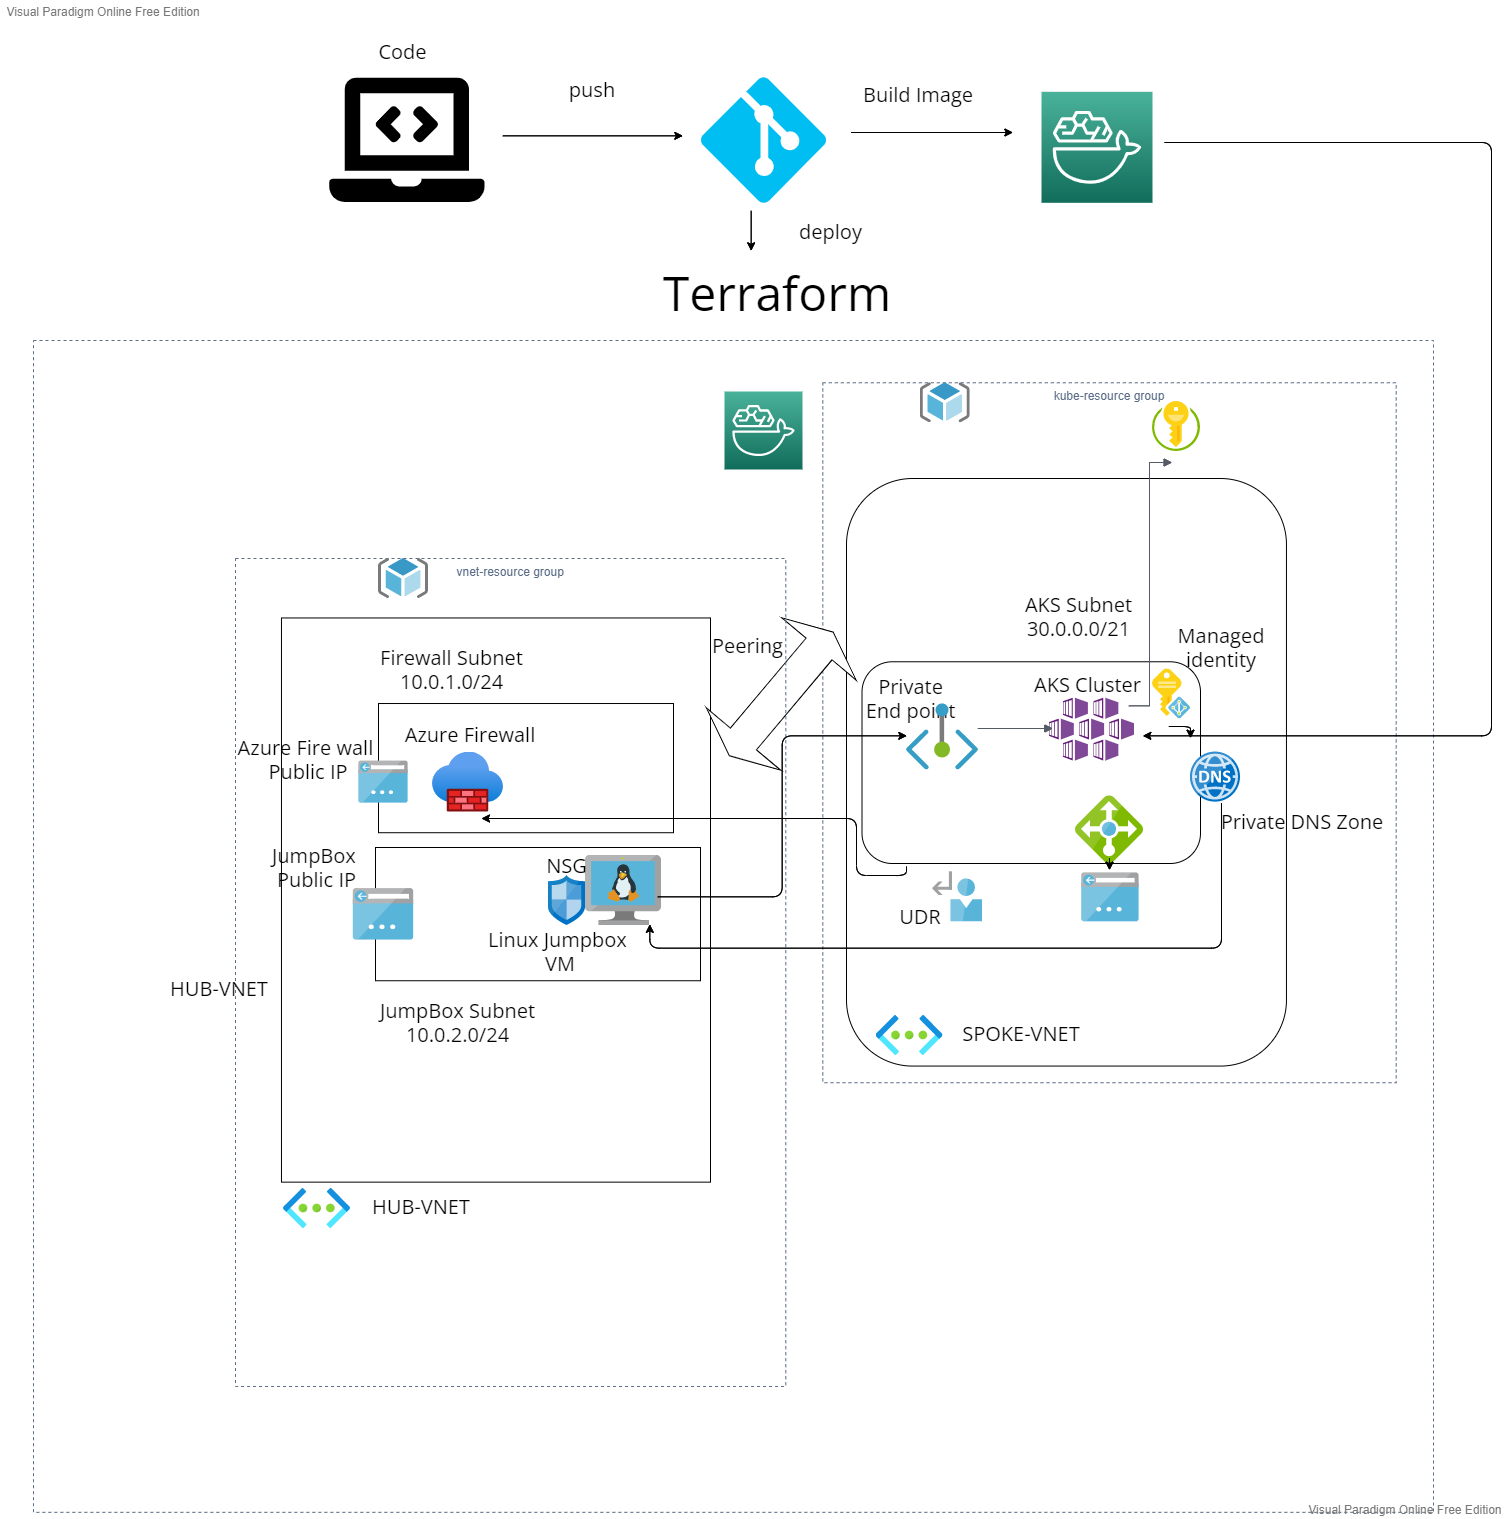 Visual Paradigm Online Free Edition
Code
push
Build Image
deploy
Terraform
kube-resource group
vnet-resource group
AKS Subnet
30.0.0.0/21
Managed
identity
Peering
Firewall Subnet
10.0.1.0/24
Private
End point
AKS Cluster
Azure Firewall
Azure Fire wall
Public IP
DNS
Private DNS Zone
JumpBox
Public IP
NSG
UDR
Linux Jumpbox
VM
HUB-VNET
JumpBox Subnet
10.0.2.0/24
SPOKE-VNET
HUB-VNET
Visual Paradigm Online Free Edition